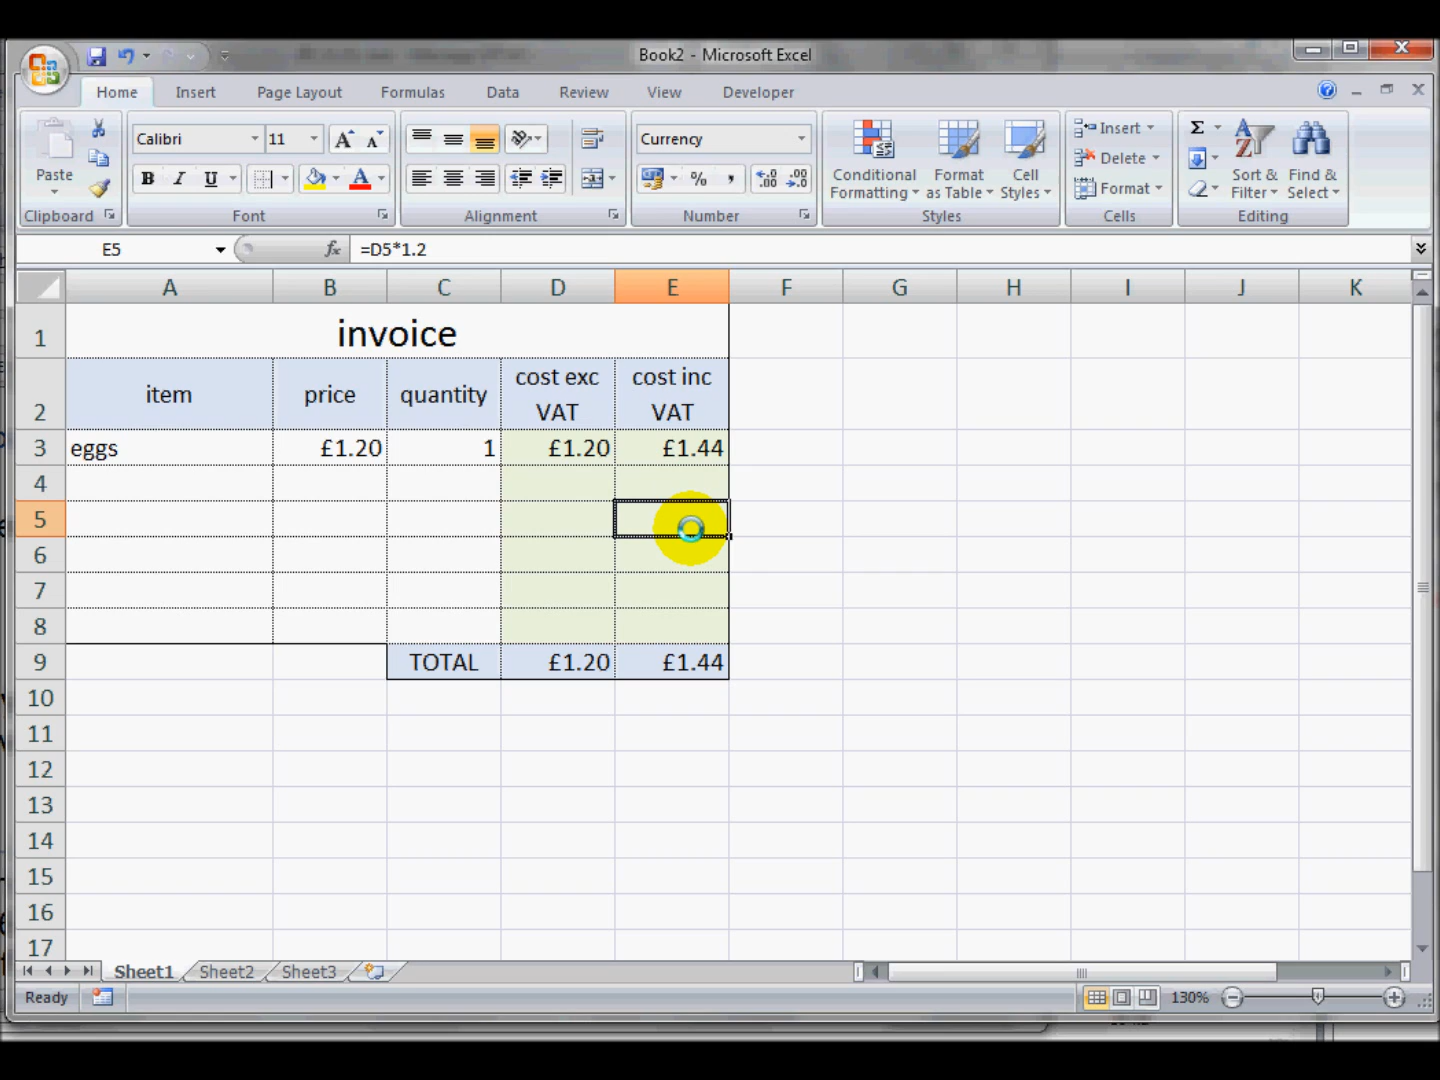 Book2 - Microsoft Excel
Home Insert Page Layout Formulas Data Review View Developer
Calibri 11 Currency
Insert
Delete
Format
Paste
B I U
%
Conditional Formatting
Format as Table
Cell Styles
Σ
Sort & Filter
Find & Select
Clipboard Font Alignment Number Styles Cells Editing
E5 fx =D5*1.2
A B C D E F G H I J K
1 invoice
2 item price quantity cost exc VAT cost inc VAT
3 eggs £1.20 1 £1.20 £1.44
4
5
6
7
8
9 TOTAL £1.20 £1.44
10
11
12
13
14
15
16
17
Sheet1 Sheet2 Sheet3
Ready 130%